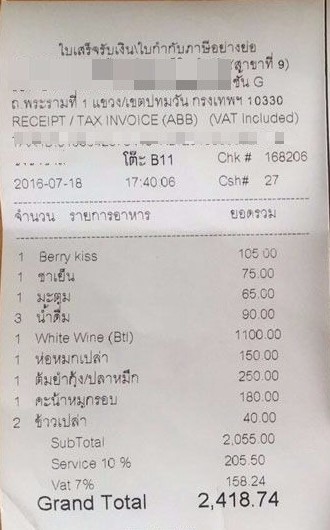 ใบเสร็จรับเงิน\ใบกำกับภาษีอย่างย่อ
(สาขาที่ 9)
ชั้น G
ถ.พระรามที่ 1 แขวง/เขตปทุมวัน กรุงเทพฯ 10330
RECEIPT / TAX INVOICE (ABB) (VAT Included)
โต๊ะ B11 Chk # 168206
2016-07-18 17:40:06 Csh# 27
จำนวน รายการอาหาร ยอดรวม
1 Berry kiss 105.00
1 ชาเย็น 75.00
1 มะตูม 65.00
3 น้ำดื่ม 90.00
1 White Wine (Btl) 1100.00
1 ห่อหมกเปล่า 150.00
1 ต้มยำกุ้ง/ปลาหมึก 250.00
1 คะน้าหมูกรอบ 180.00
2 ข้าวเปล่า 40.00
SubTotal 2,055.00
Service 10 % 205.50
Vat 7% 158.24
Grand Total 2,418.74